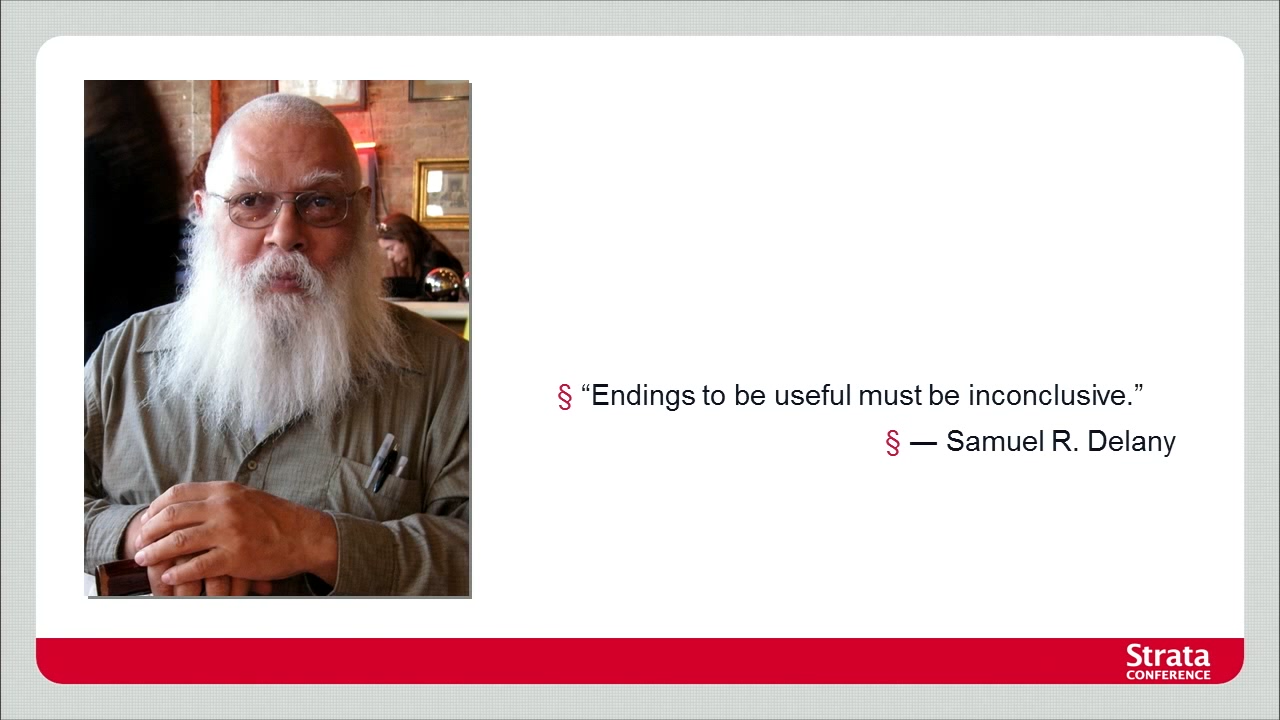 § “Endings to be useful must be inconclusive.”
§ — Samuel R. Delany
Strata
CONFERENCE